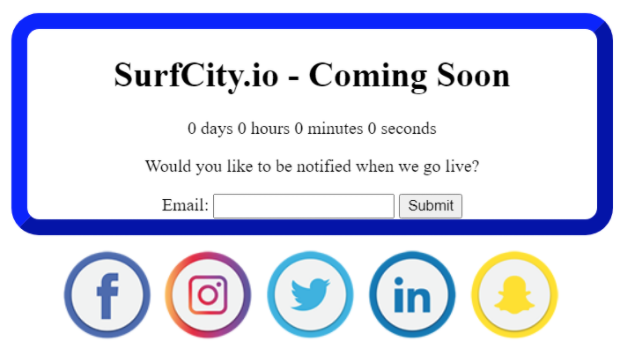 SurfCity.io - Coming Soon
0 days 0 hours 0 minutes 0 seconds
Would you like to be notified when we go live?
Email: Submit
f in